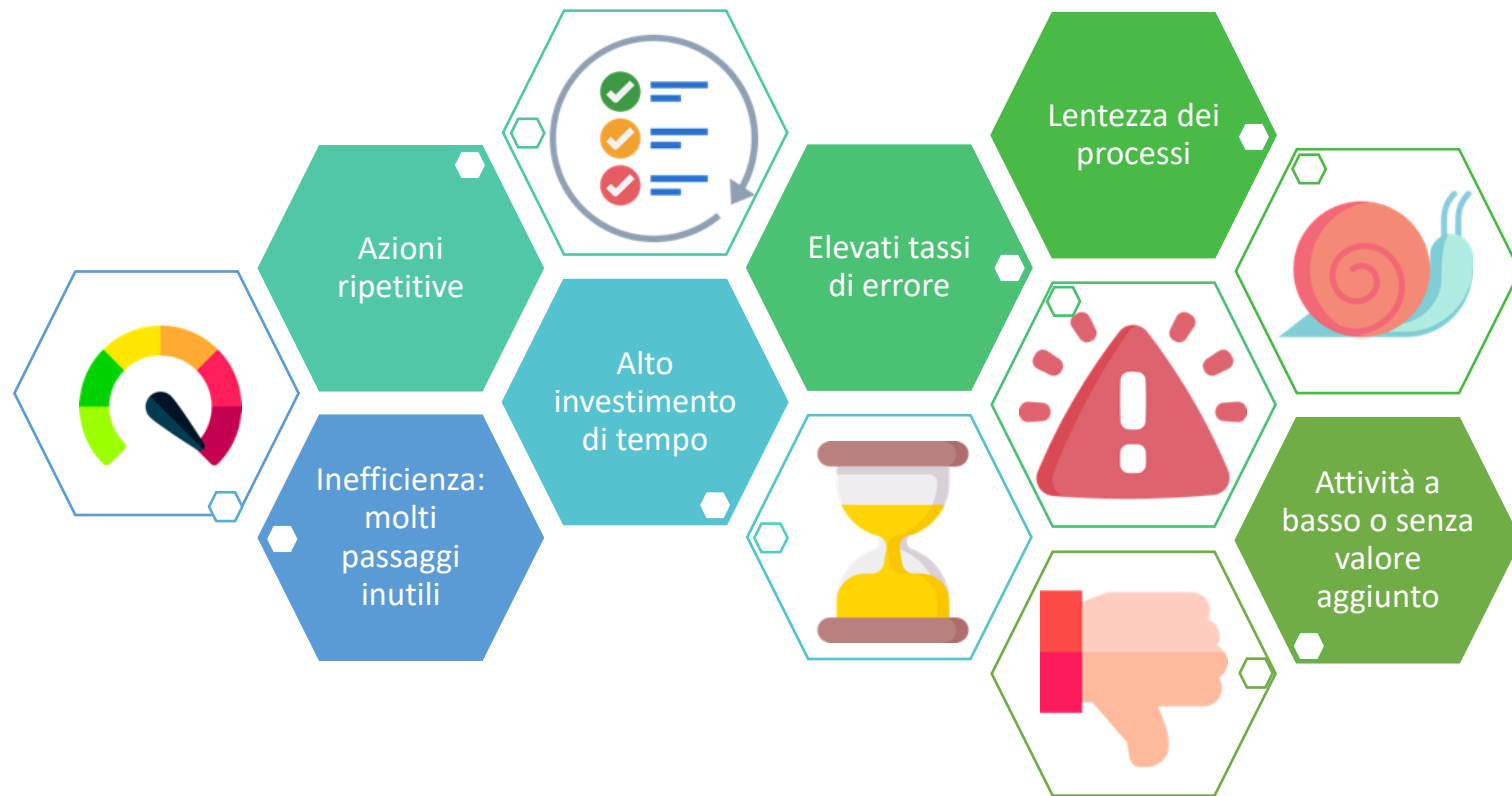 Azioni
ripetitive
Inefficienza:
molti
passaggi
inutili
Alto
investimento
di tempo
Elevati tassi
di errore
Lentezza dei
processi
Attività a
basso o senza
valore
aggiunto